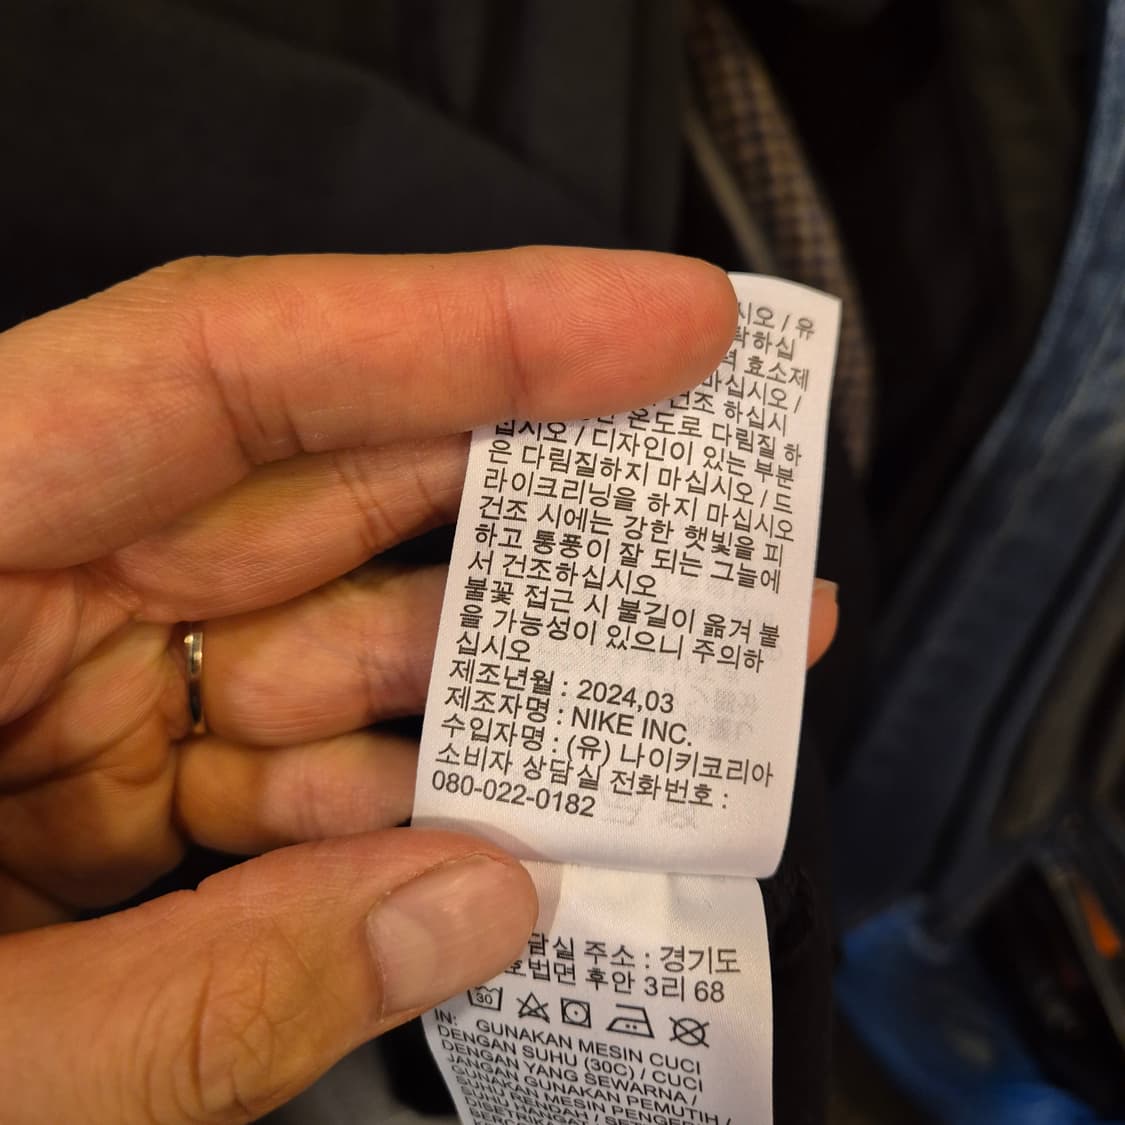 시오 / 유
탁하십
효소제
마십시오 /
건조 하십시
온도로 다림질 하
십시오 / 디자인이 있는 부분
은 다림질하지 마십시오 / 드
라이크리닝을 하지 마십시오
건조 시에는 강한 햇빛을 피
하고 통풍이 잘 되는 그늘에
서 건조하십시오
불꽃 접근 시 불길이 옮겨 붙
을 가능성이 있으니 주의하
십시오
제조년월 : 2024,03
제조자명 : NIKE INC.
수입자명 : (유) 나이키코리아
소비자 상담실 전화번호 :
080-022-0182
담실 주소 : 경기도
호법면 후안 3리 68
30
IN: GUNAKAN MESIN CUCI
DENGAN SUHU (30C) / CUCI
DENGAN YANG SEWARNA /
JANGAN GUNAKAN PEMUTIH /
GUNAKAN MESIN PENGER
SUHU RENDAH / SET